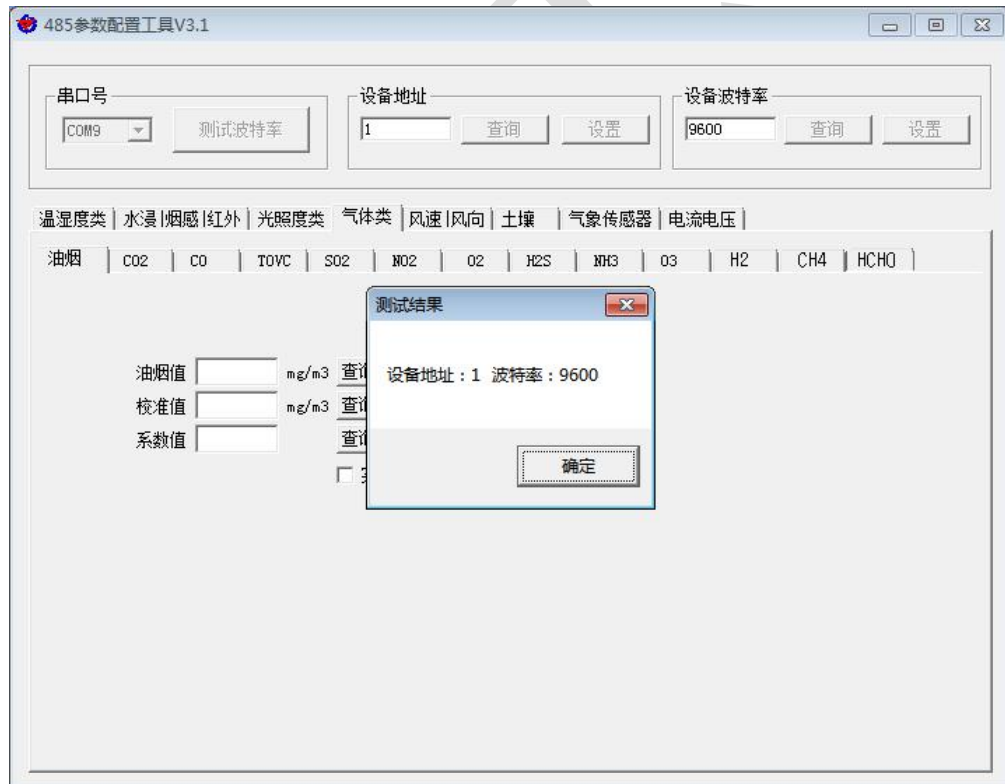 485参数配置工具V3.1
串口号
设备地址
设备波特率
COM9
测试波特率
1
查询
设置
9600
查询
设置
温湿度类 水浸 烟感 红外 光照度类 气体类 风速 风向 土壤 气象传感器 电流电压
油烟 CO2 CO TOVC SO2 NO2 O2 H2S NH3 O3 H2 CH4 HCHO
测试结果
设备地址：1 波特率：9600
确定
油烟值 mg/m3 查询
校准值 mg/m3 查询
系数值 查询